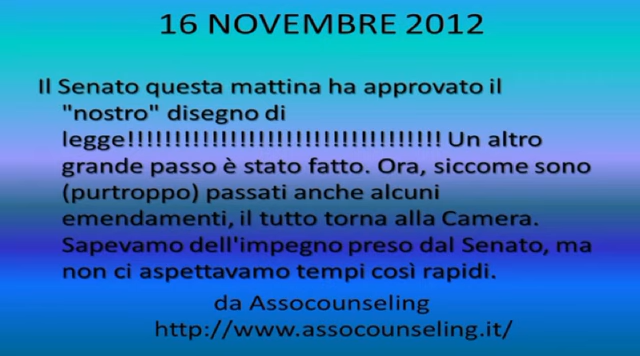 16 NOVEMBRE 2012
Il Senato questa mattina ha approvato il
"nostro" disegno di
legge!!!!!!!!!!!!!!!!!!!!!!!!!!!!!!!!!! Un altro
grande passo è stato fatto. Ora, siccome sono
(purtroppo) passati anche alcuni
emendamenti, il tutto torna alla Camera.
Sapevamo dell'impegno preso dal Senato, ma
non ci aspettavamo tempi così rapidi.
da Assocounseling
http://www.assocounseling.it/